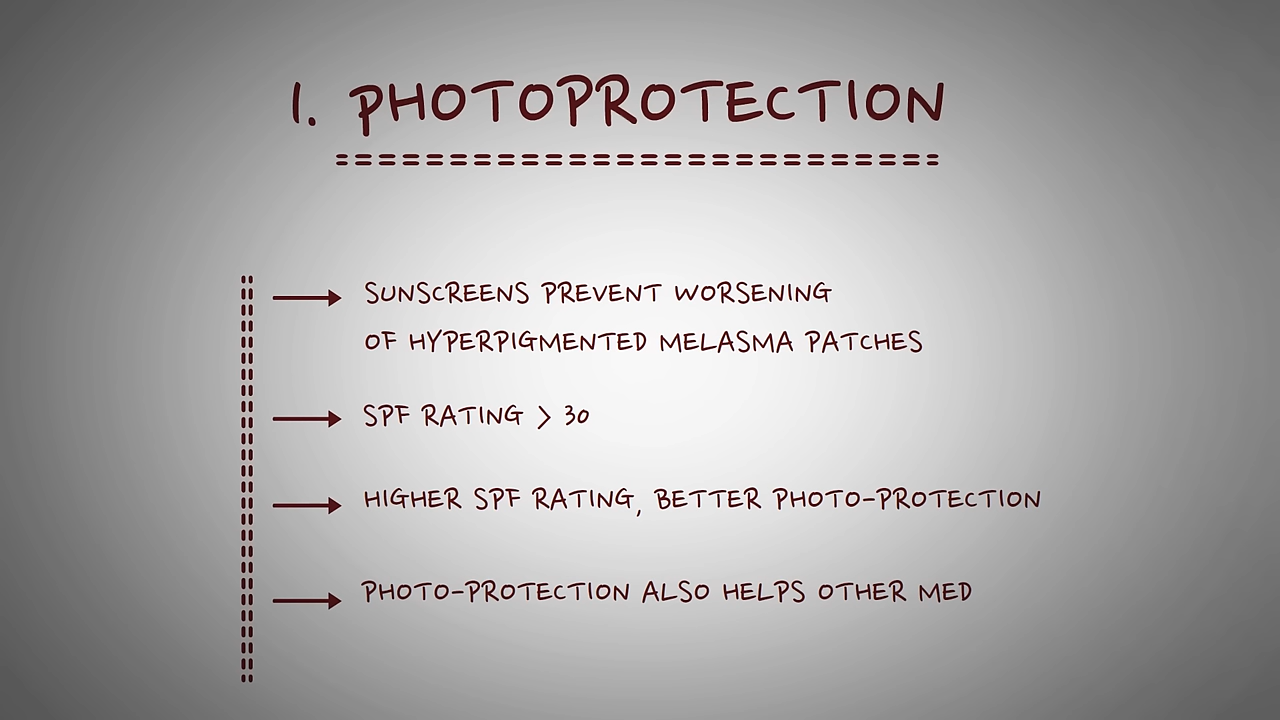 1. PHOTOPROTECTION
SUNSCREENS PREVENT WORSENING
OF HYPERPIGMENTED MELASMA PATCHES
SPF RATING > 30
HIGHER SPF RATING, BETTER PHOTO-PROTECTION
PHOTO-PROTECTION ALSO HELPS OTHER MED